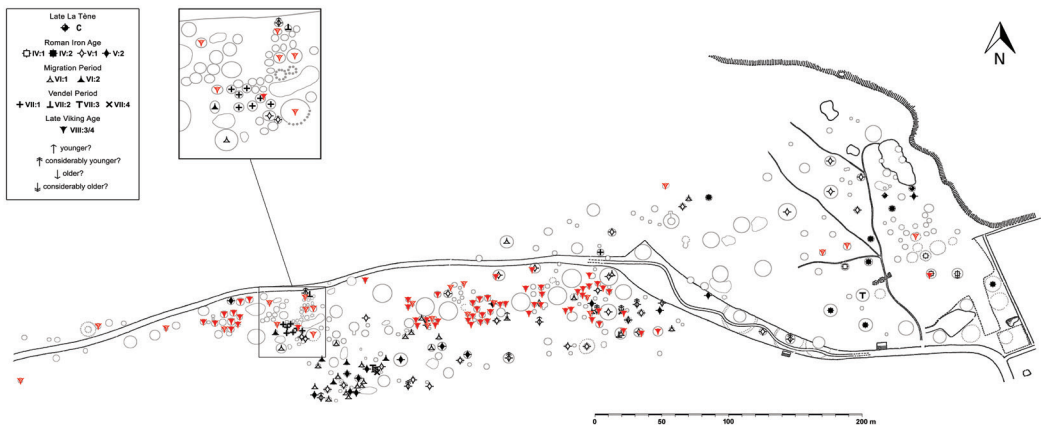 Late La Tène
C
Roman Iron Age
IV:1 IV:2 V:1 V:2
Migration Period
VI:1 VI:2
Vendel Period
VII:1 VII:2 VII:3 VII:4
Late Viking Age
VIII:3/4
younger?
considerably younger?
older?
considerably older?
N
0 50 100 200 m